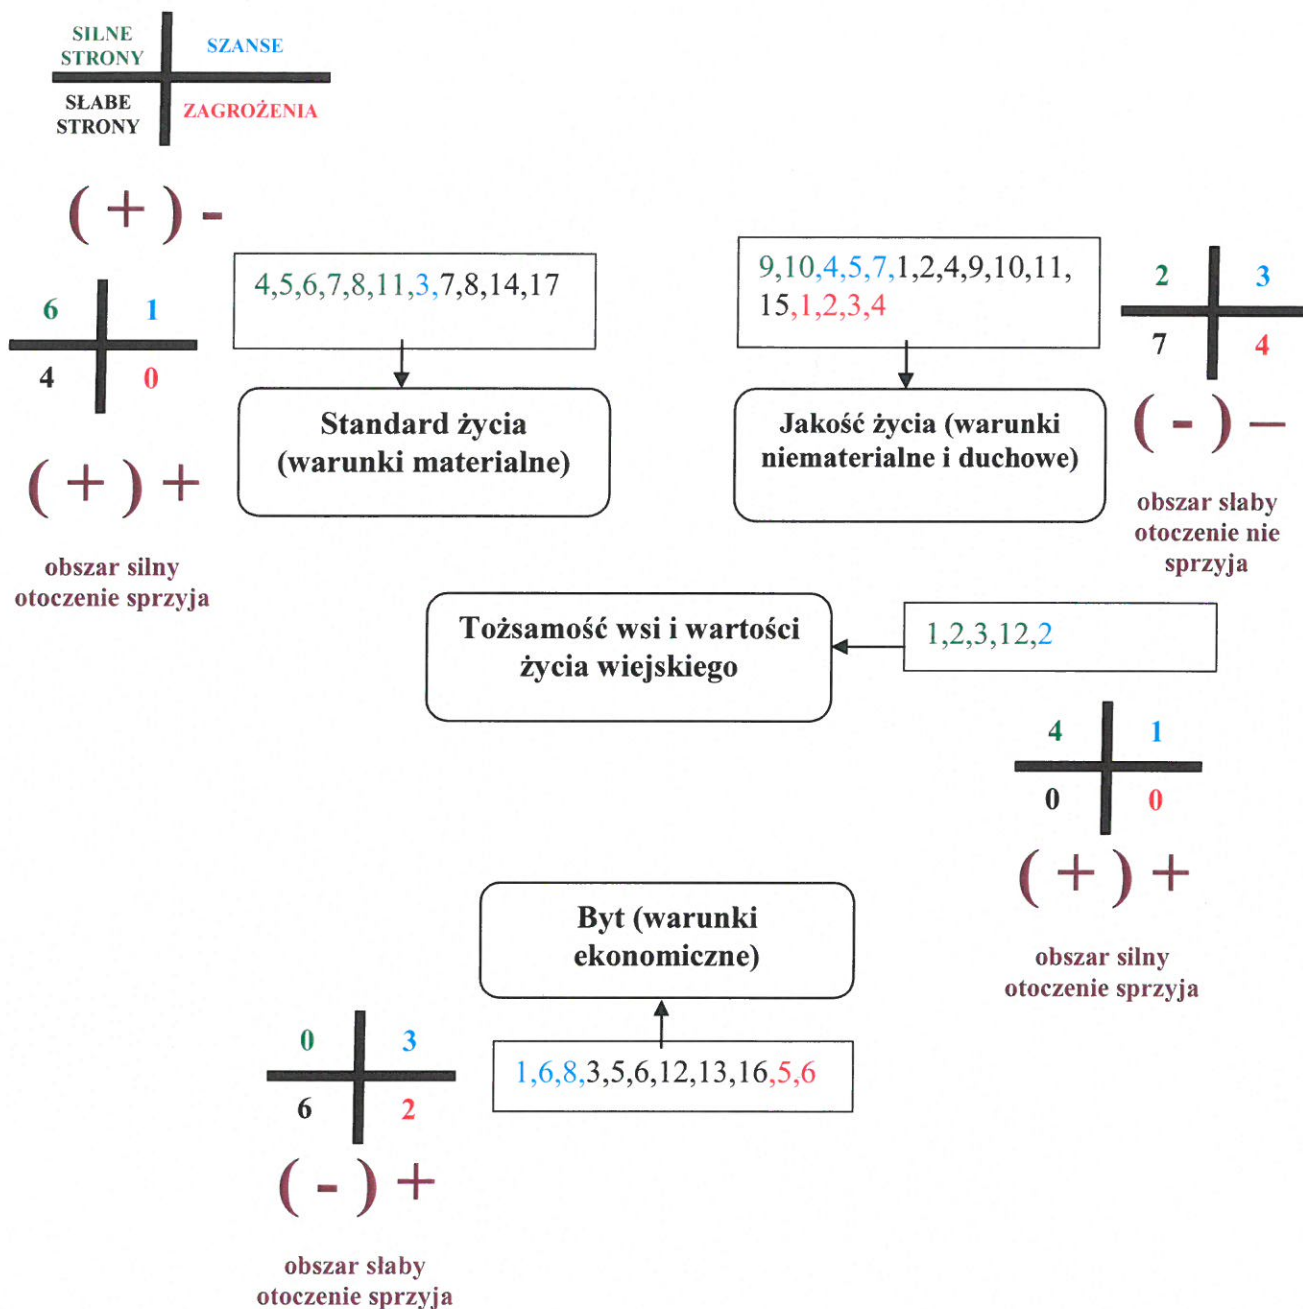 SILNE
STRONY
SZANSE
SŁABE
STRONY
ZAGROŻENIA
( + ) -
4,5,6,7,8,11,3,7,8,14,17
6 1
4 0
( + ) +
obszar silny
otoczenie sprzyja
Standard życia
(warunki materialne)
9,10,4,5,7,1,2,4,9,10,11,
15,1,2,3,4
2 3
7 4
( - ) –
obszar słaby
otoczenie nie
sprzyja
Jakość życia (warunki
niematerialne i duchowe)
Tożsamość wsi i wartości
życia wiejskiego
1,2,3,12,2
4 1
0 0
( + ) +
obszar silny
otoczenie sprzyja
Byt (warunki
ekonomiczne)
1,6,8,3,5,6,12,13,16,5,6
0 3
6 2
( - ) +
obszar słaby
otoczenie sprzyja